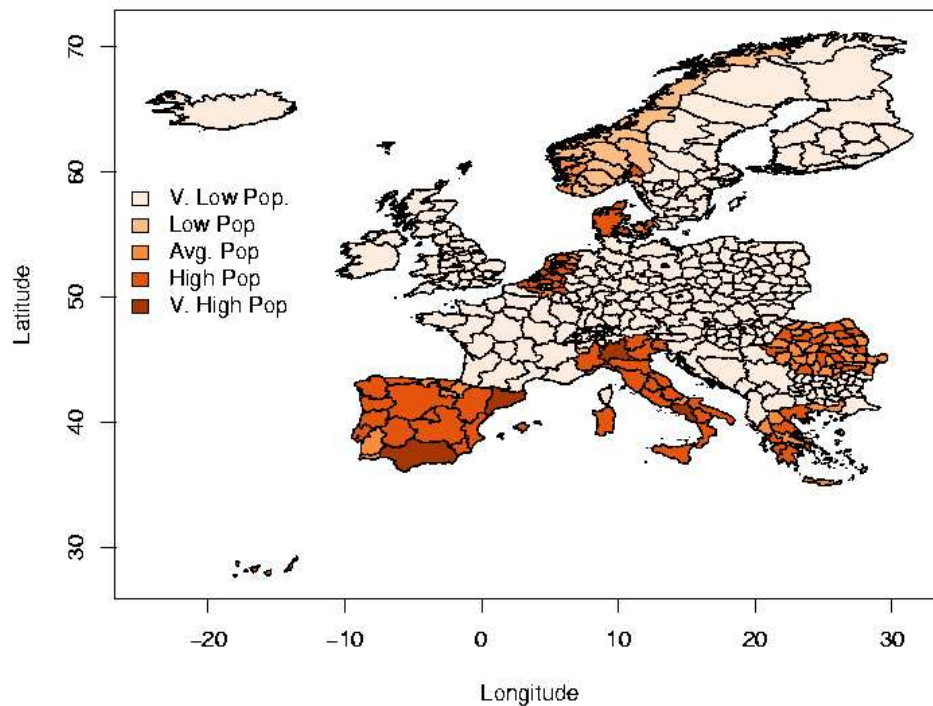 70
60
50
40
30
Latitude
V. Low Pop.
Low Pop
Avg. Pop
High Pop
V. High Pop
−20 −10 0 10 20 30
Longitude